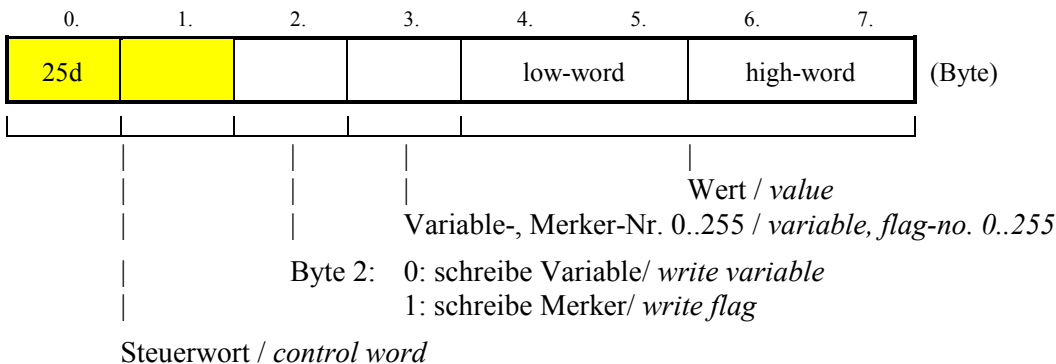 0. 1. 2. 3. 4. 5. 6. 7.
25d low-word high-word (Byte)
Wert / value
Variable-, Merker-Nr. 0..255 / variable, flag-no. 0..255
Byte 2: 0: schreibe Variable/ write variable
1: schreibe Merker/ write flag
Steuerwort / control word